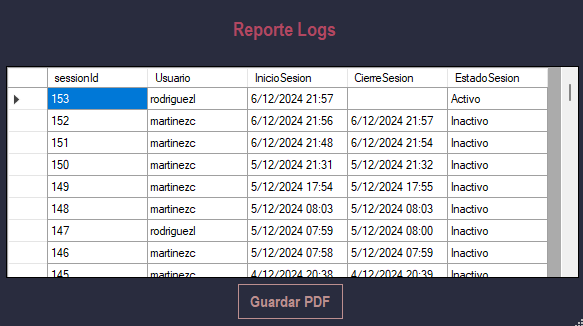 Reporte Logs
sessionId Usuario InicioSesion CierreSesion EstadoSesion
153 rodriguezl 6/12/2024 21:57 Activo
152 martinezc 6/12/2024 21:56 6/12/2024 21:57 Inactivo
151 martinezc 6/12/2024 21:48 6/12/2024 21:54 Inactivo
150 martinezc 5/12/2024 21:31 5/12/2024 21:32 Inactivo
149 martinezc 5/12/2024 17:54 5/12/2024 17:55 Inactivo
148 martinezc 5/12/2024 08:03 5/12/2024 08:03 Inactivo
147 rodriguezl 5/12/2024 07:59 5/12/2024 08:00 Inactivo
146 martinezc 5/12/2024 07:58 5/12/2024 07:59 Inactivo
145 martinezc 4/12/2024 20:38 4/12/2024 20:39 Inactivo
Guardar PDF